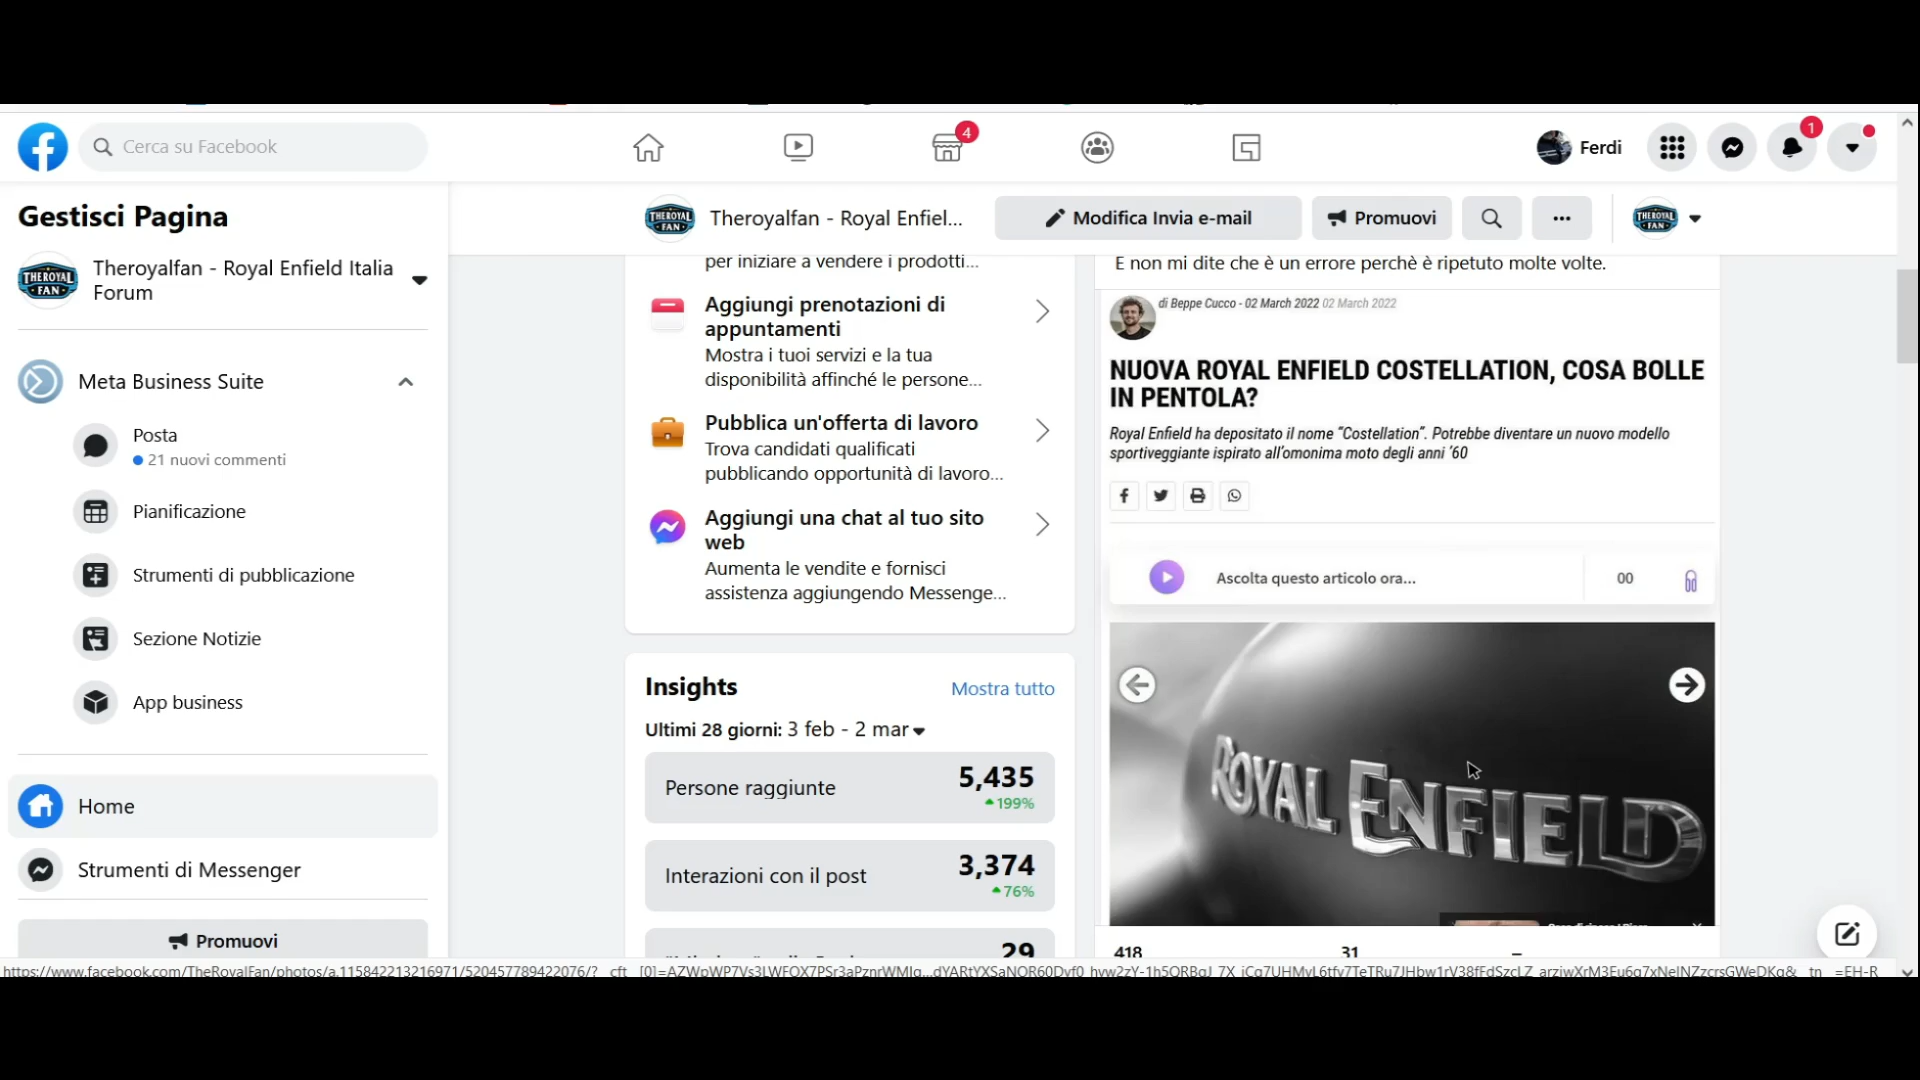 Cerca su Facebook
4
Ferdi
1
Gestisci Pagina
THEROYAL
FAN
Theroyalfan - Royal Enfield Italia
Forum
Meta Business Suite
Posta
21 nuovi commenti
Pianificazione
Strumenti di pubblicazione
Sezione Notizie
App business
Home
Strumenti di Messenger
Promuovi
THEROYAL
FAN
Theroyalfan - Royal Enfiel...
Modifica Invia e-mail
Promuovi
THEROYAL
FAN
per iniziare a vendere i prodotti...
Aggiungi prenotazioni di
appuntamenti
Mostra i tuoi servizi e la tua
disponibilità affinché le persone...
Pubblica un'offerta di lavoro
Trova candidati qualificati
pubblicando opportunità di lavoro...
Aggiungi una chat al tuo sito
web
Aumenta le vendite e fornisci
assistenza aggiungendo Messenge...
Insights
Mostra tutto
Ultimi 28 giorni: 3 feb - 2 mar
Persone raggiunte
5,435
199%
Interazioni con il post
3,374
76%
29
E non mi dite che è un errore perchè è ripetuto molte volte.
di Beppe Cucco - 02 March 2022 02 March 2022
NUOVA ROYAL ENFIELD COSTELLATION, COSA BOLLE
IN PENTOLA?
Royal Enfield ha depositato il nome “Costellation”. Potrebbe diventare un nuovo modello
sportiveggiante ispirato all’omonima moto degli anni ’60
Ascolta questo articolo ora...
00
ROYAL ENFIELD
418
31